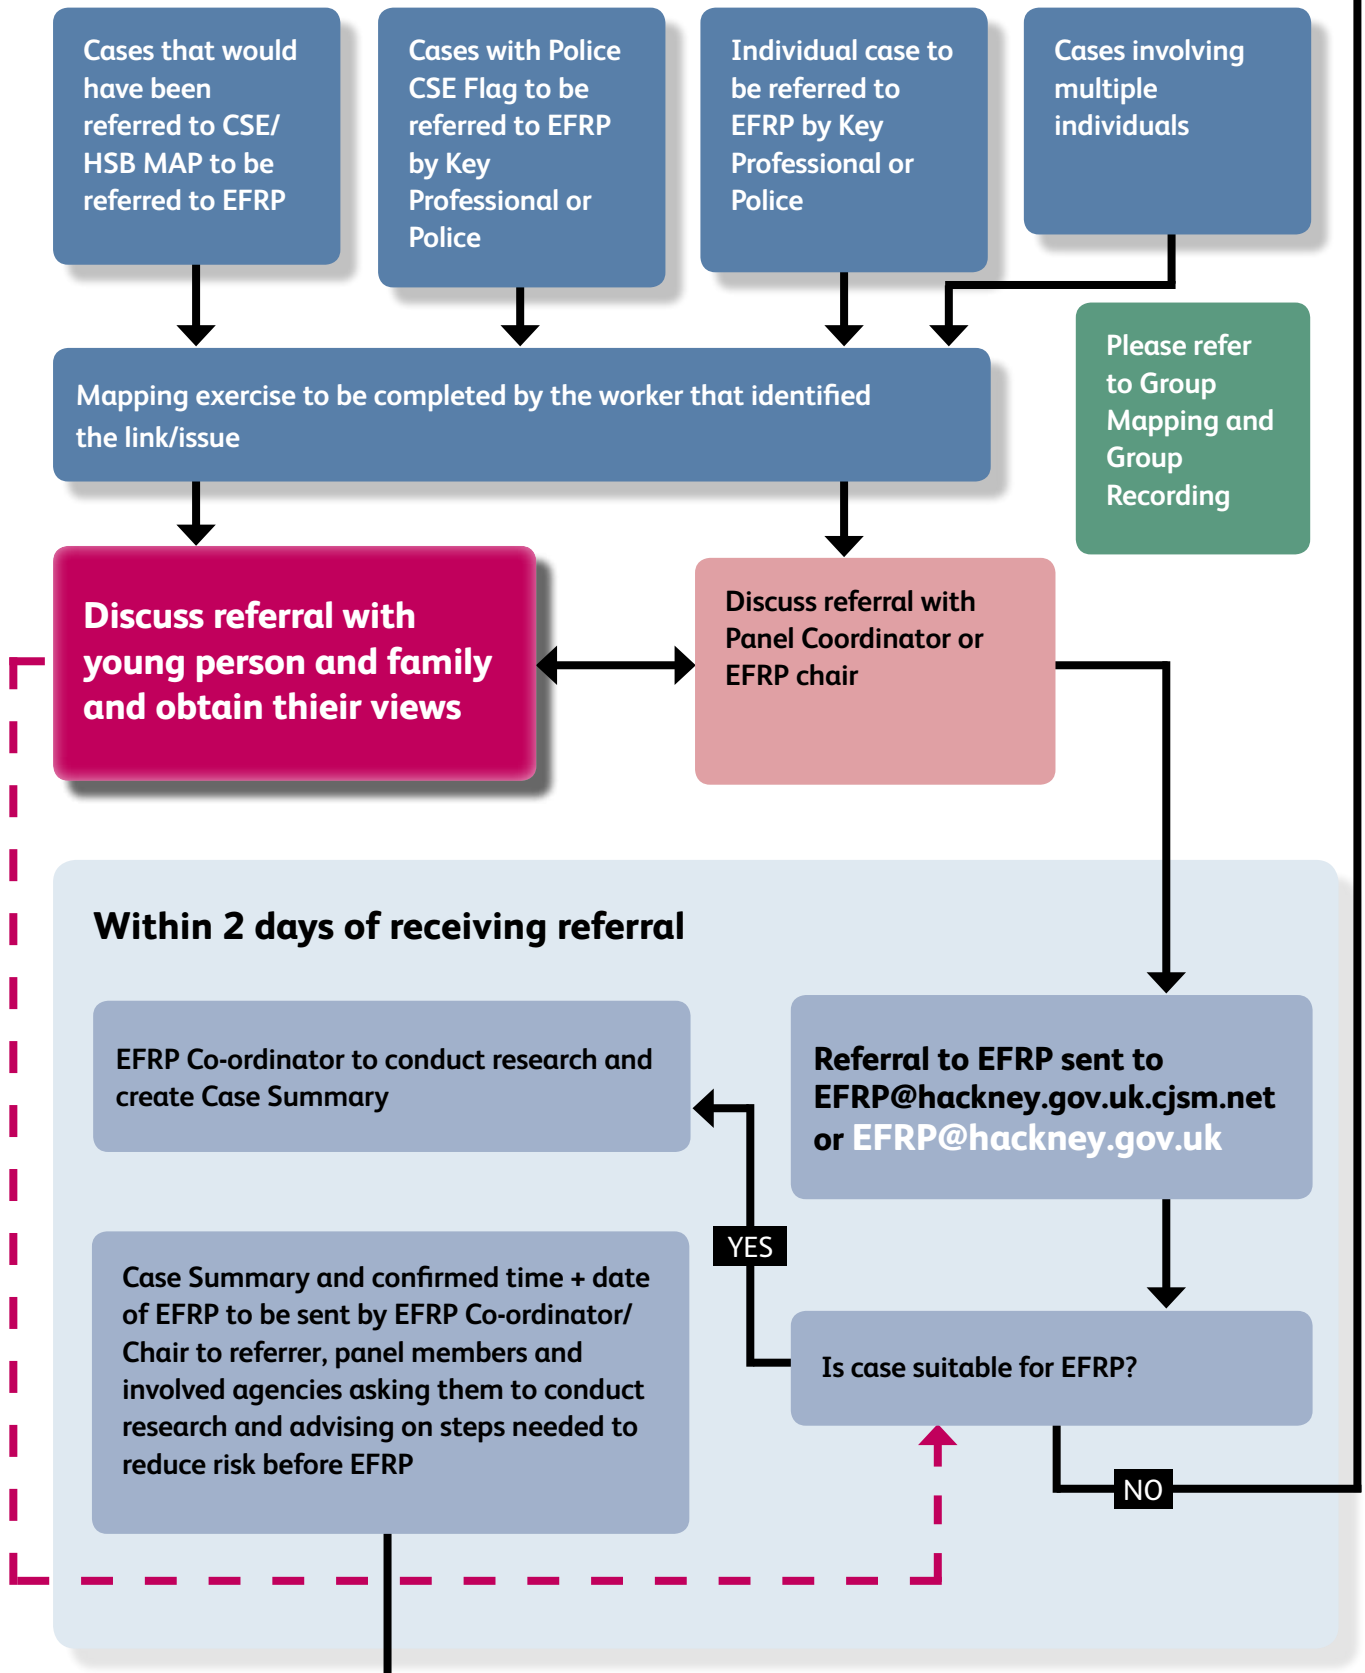 Cases that would
have been
referred to CSE/
HSB MAP to be
referred to EFRP
Cases with Police
CSE Flag to be
referred to EFRP
by Key
Professional or
Police
Individual case to
be referred to
EFRP by Key
Professional or
Police
Cases involving
multiple
individuals
Please refer
to Group
Mapping and
Group
Recording
Mapping exercise to be completed by the worker that identified
the link/issue
Discuss referral with
young person and family
and obtain thieir views
Discuss referral with
Panel Coordinator or
EFRP chair
Within 2 days of receiving referral
EFRP Co-ordinator to conduct research and
create Case Summary
Referral to EFRP sent to
EFRP@hackney.gov.uk.cjsm.net
or EFRP@hackney.gov.uk
YES
Case Summary and confirmed time + date
of EFRP to be sent by EFRP Co-ordinator/
Chair to referrer, panel members and
involved agencies asking them to conduct
research and advising on steps needed to
reduce risk before EFRP
Is case suitable for EFRP?
NO